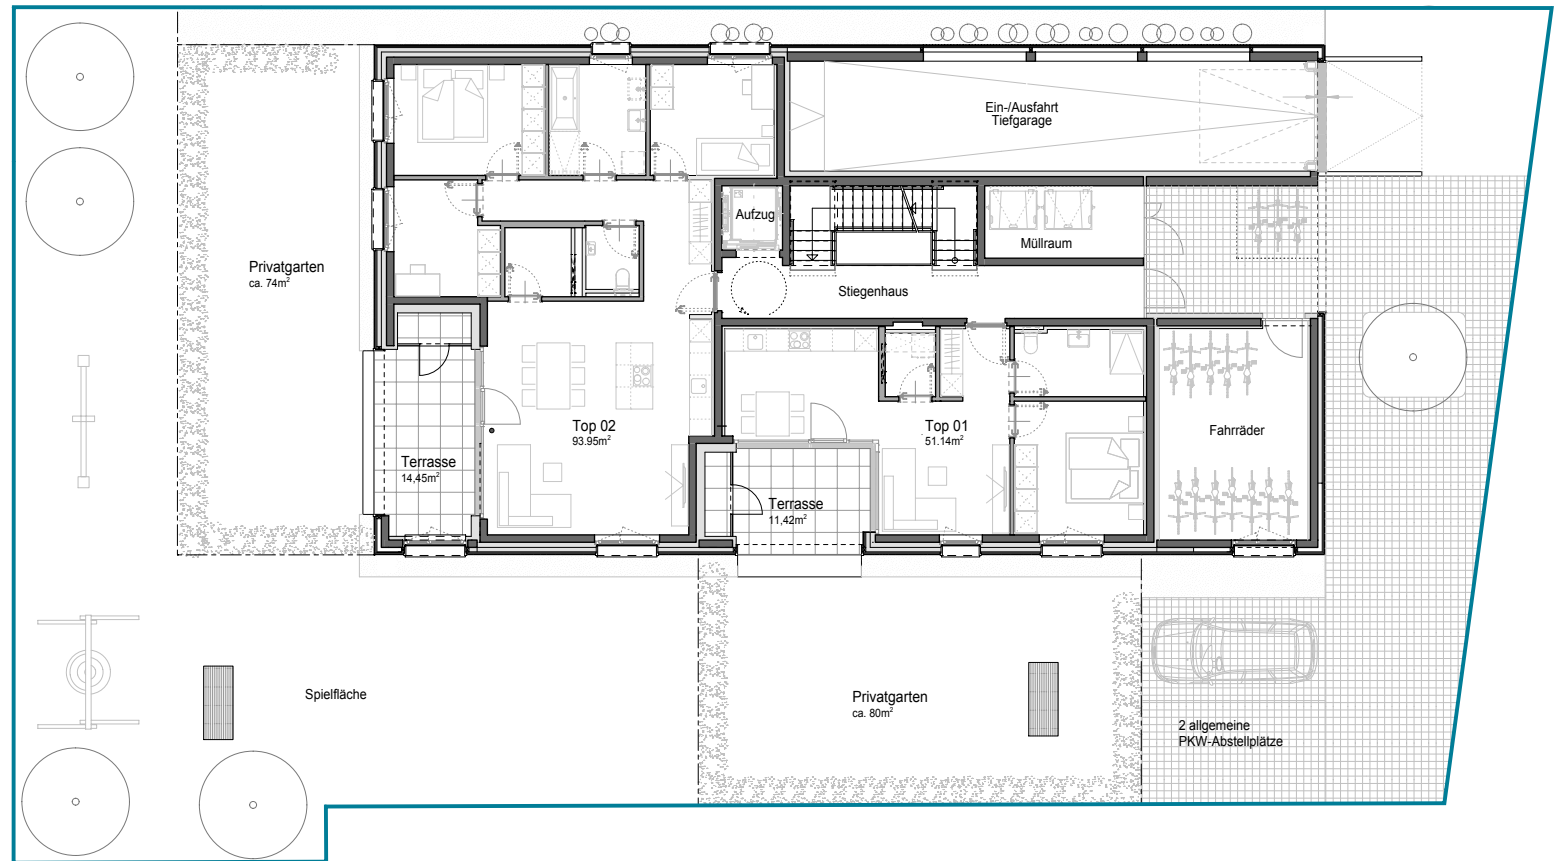 Ein-/Ausfahrt
Tiefgarage
Aufzug
Müllraum
Stiegenhaus
Privatgarten
ca. 74m²
Top 02
93.95m²
Top 01
51.14m²
Fahrräder
Terrasse
14,45m²
Terrasse
11,42m²
Spielfläche
Privatgarten
ca. 80m²
2 allgemeine
PKW-Abstellplätze